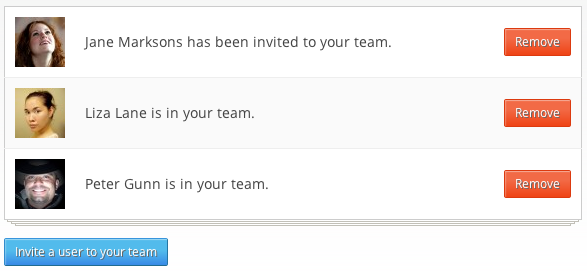 Jane Marksons has been invited to your team.
Remove
Liza Lane is in your team.
Remove
Peter Gunn is in your team.
Remove
Invite a user to your team